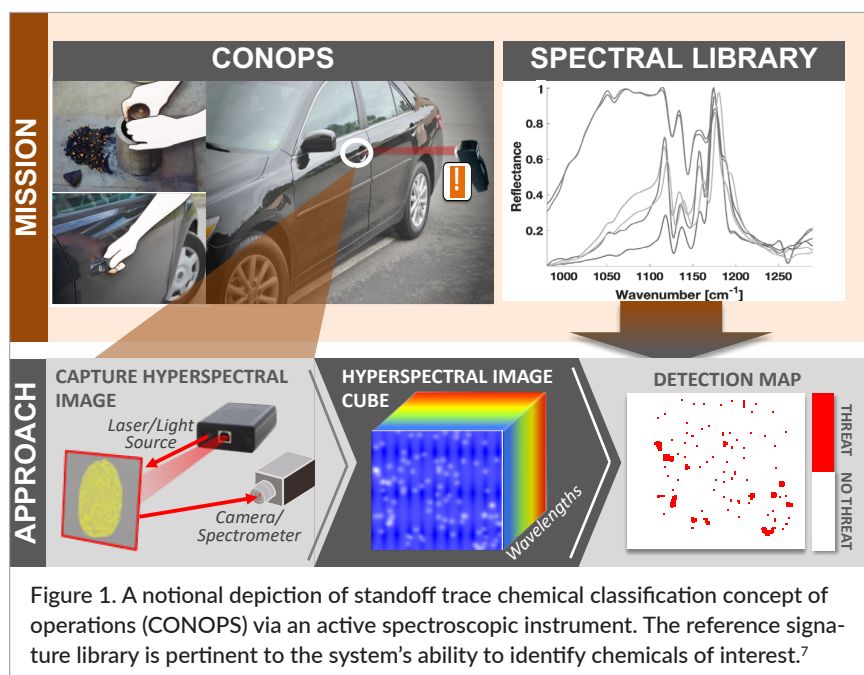 CONOPS
SPECTRAL LIBRARY
MISSION
!
1
0.8
0.6
0.4
0.2
Reflectance
1000 1050 1100 1150 1200 1250
Wavenumber [cm⁻¹]
APPROACH
CAPTURE HYPERSPECTRAL
IMAGE
Laser/Light
Source
Camera/
Spectrometer
HYPERSPECTRAL IMAGE
CUBE
Wavelengths
DETECTION MAP
THREAT
NO THREAT
Figure 1. A notional depiction of standoff trace chemical classification concept of
operations (CONOPS) via an active spectroscopic instrument. The reference signa-
ture library is pertinent to the system’s ability to identify chemicals of interest.⁷